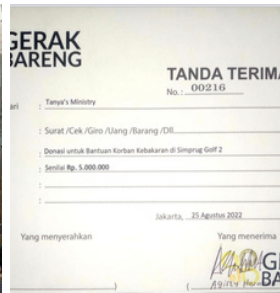 GERAK
BARENG
TANDA TERIMA
No.: 00216
ari : Tanya's Ministry
: Surat /Cek /Giro /Uang /Barang /Dll
: Donasi untuk Bantuan Korban Kebakaran di Simprug Golf 2
: Senilai Rp. 5.000.000
:
:
Jakarta, 25 Agustus 2022
Yang menyerahkan Yang menerima
( ) (